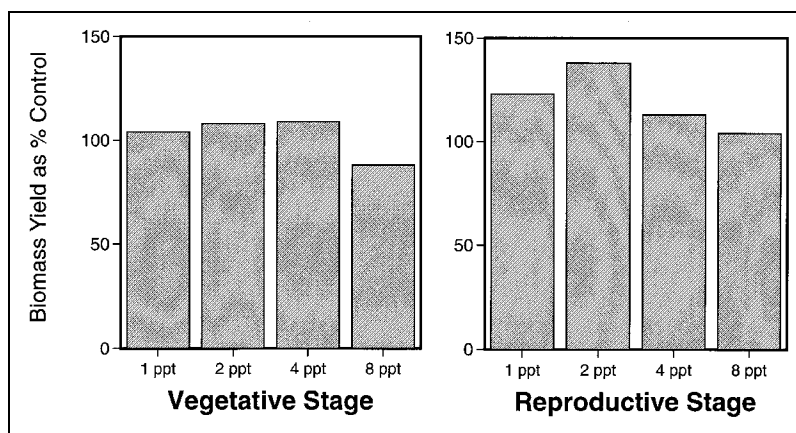 Biomass Yield as % Control
150
100
50
0
1 ppt 2 ppt 4 ppt 8 ppt
Vegetative Stage
150
100
50
0
1 ppt 2 ppt 4 ppt 8 ppt
Reproductive Stage